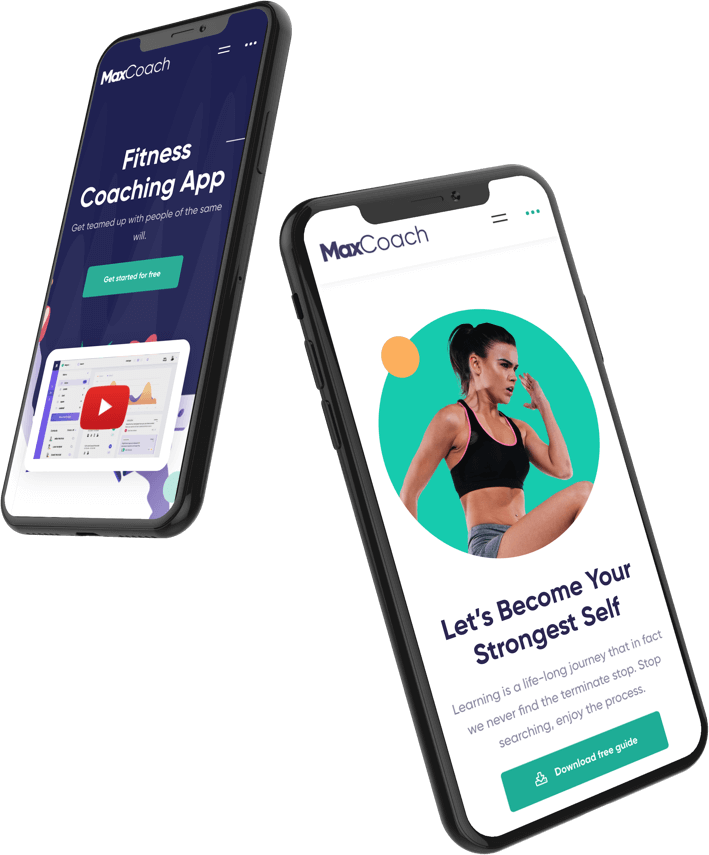 MaxCoach
Fitness
Coaching App
Get teamed up with people of the same
will.
Get started for free
MaxCoach
Let's Become Your
Strongest Self
Learning is a life-long journey that in fact
we never find the terminate stop. Stop
searching, enjoy the process.
Download free guide